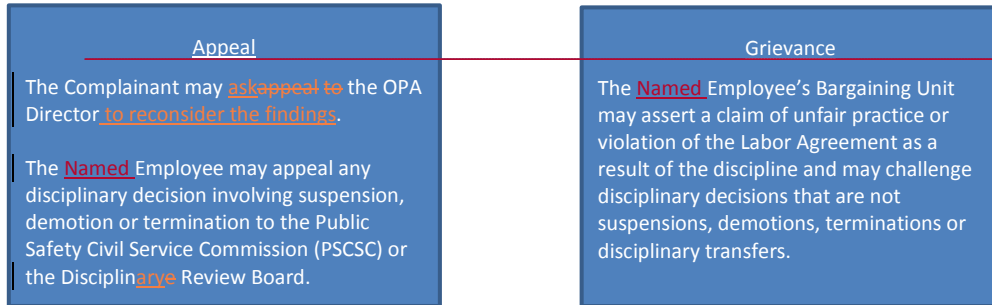 Appeal
The Complainant may askappeal to the OPA
Director to reconsider the findings.
The Named Employee may appeal any
disciplinary decision involving suspension,
demotion or termination to the Public
Safety Civil Service Commission (PSCSC) or
the Disciplinarye Review Board.
Grievance
The Named Employee’s Bargaining Unit
may assert a claim of unfair practice or
violation of the Labor Agreement as a
result of the discipline and may challenge
disciplinary decisions that are not
suspensions, demotions, terminations or
disciplinary transfers.